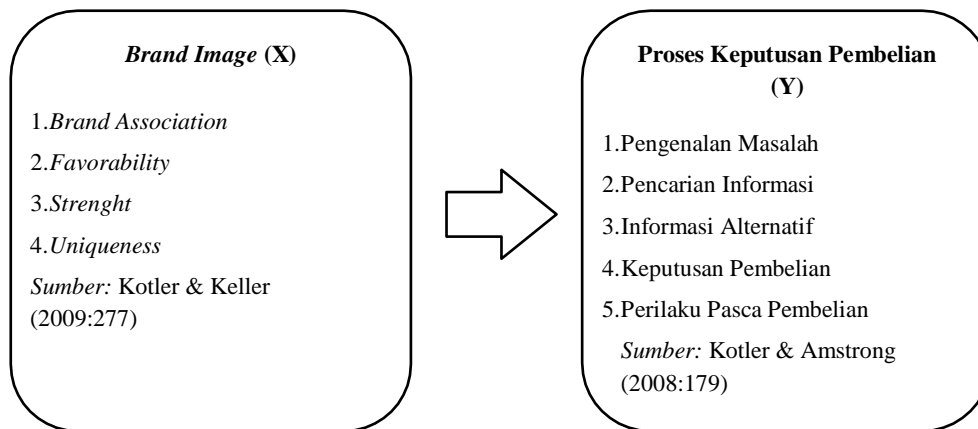 Brand Image (X)
1.Brand Association
2.Favorability
3.Strenght
4.Uniqueness
Sumber: Kotler & Keller
(2009:277)
Proses Keputusan Pembelian
(Y)
1.Pengenalan Masalah
2.Pencarian Informasi
3.Informasi Alternatif
4.Keputusan Pembelian
5.Perilaku Pasca Pembelian
Sumber: Kotler & Amstrong
(2008:179)